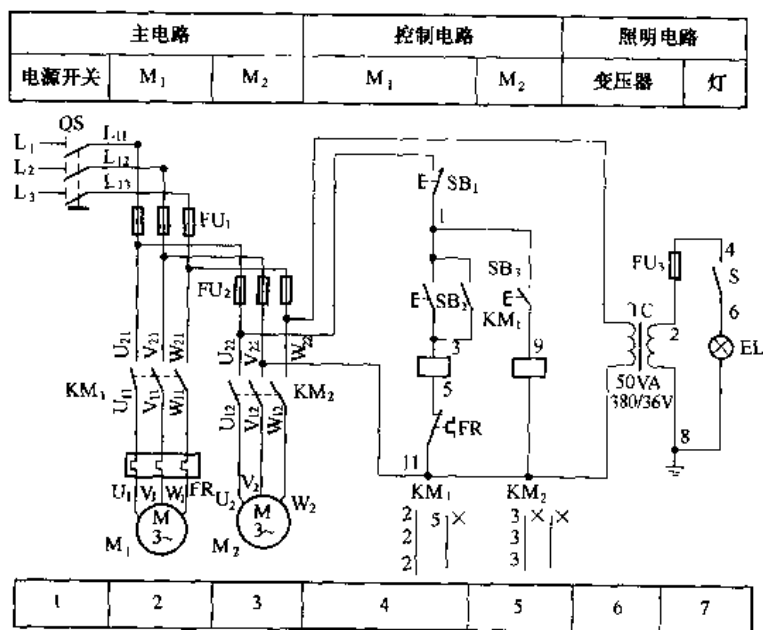 主电路 控制电路 照明电路
电源开关 M₁ M₂ M₁ M₂ 变压器 灯
QS
L₁ L₁₁
L₂ L₁₂
L₃ L₁₃
SB₁
FU₁ 1 4
FU₂ SB₃ FU₃ S
SB₂ KM₁ TC 6
U₂₁ V₂₁ W₂₁ U₂₂ V₂₂ W₂₂ 3 9 2 EL
KM₁ KM₂ 5 50VA
380/36V
U₁₁ V₁₁ W₁₁ U₁₂ V₁₂ W₁₂ FR 8
11
U₁ V₁ W₁ FR U₂ V₂ W₂ KM₁ KM₂
M₁ M 3~ M₂ M 3~
2 5 × 3 × ×
2 3
2 3
1 2 3 4 5 6 7